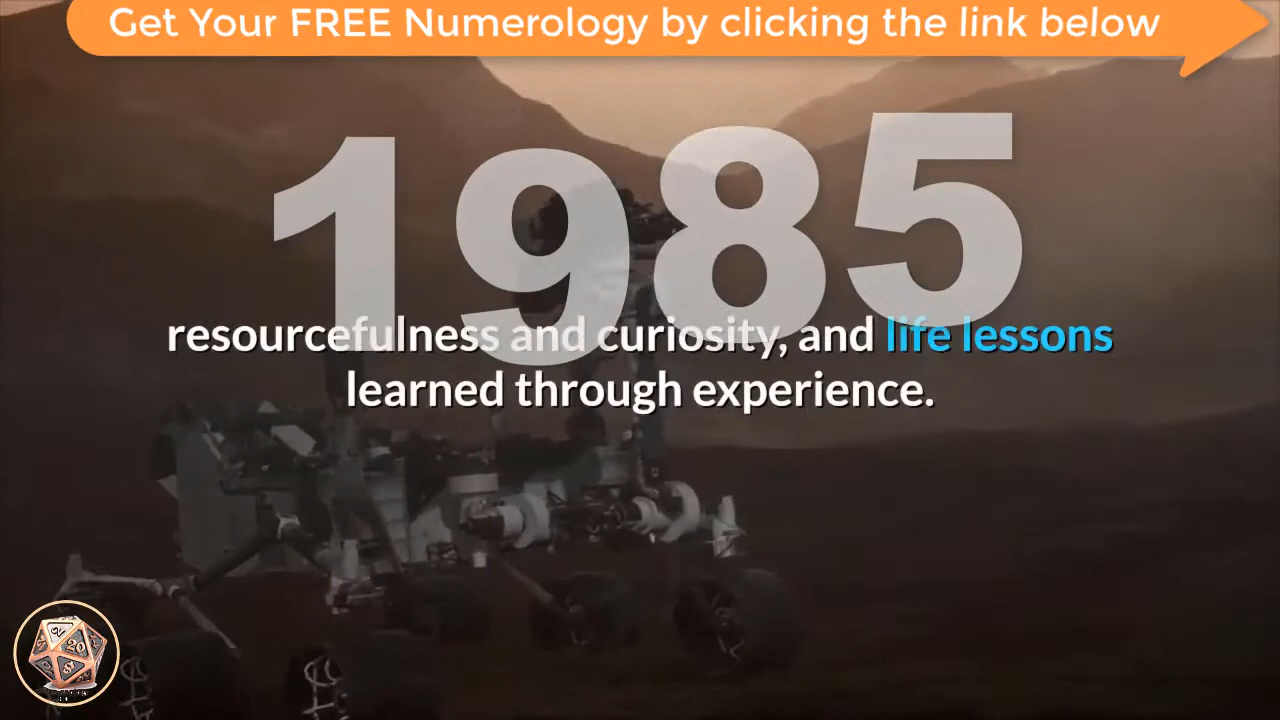 Get Your FREE Numerology by clicking the link below
1985
resourcefulness and curiosity, and life lessons
learned through experience.
20